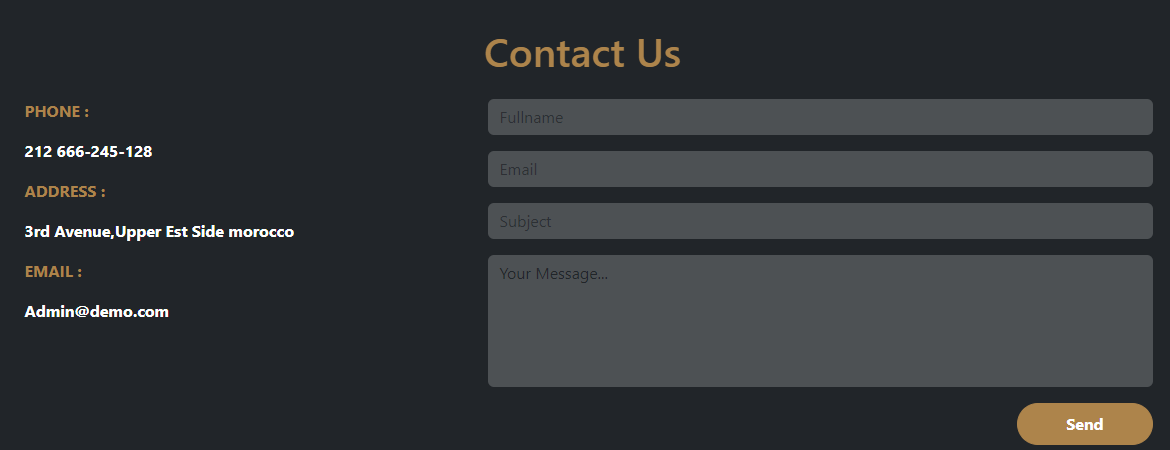 Contact Us
PHONE :
212 666-245-128
ADDRESS :
3rd Avenue,Upper Est Side morocco
EMAIL :
Admin@demo.com
Fullname
Email
Subject
Your Message...
Send